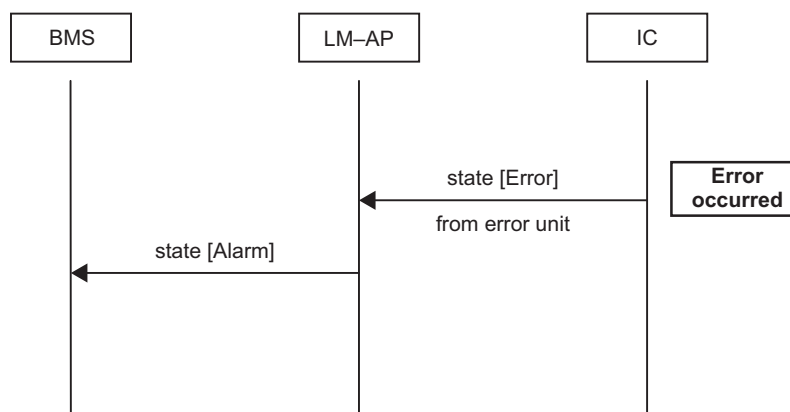 BMS
LM–AP
IC
state [Error]
Error
occurred
from error unit
state [Alarm]